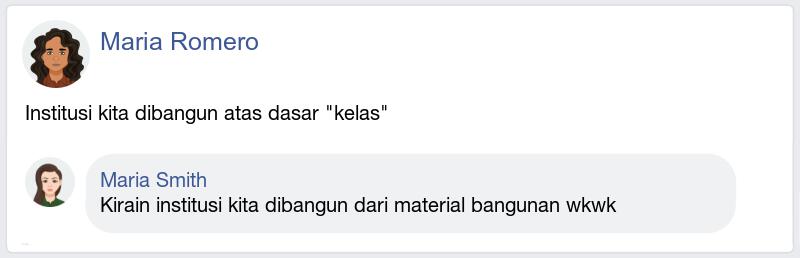 Maria Romero
Institusi kita dibangun atas dasar "kelas"
Maria Smith
Kirain institusi kita dibangun dari material bangunan wkwk